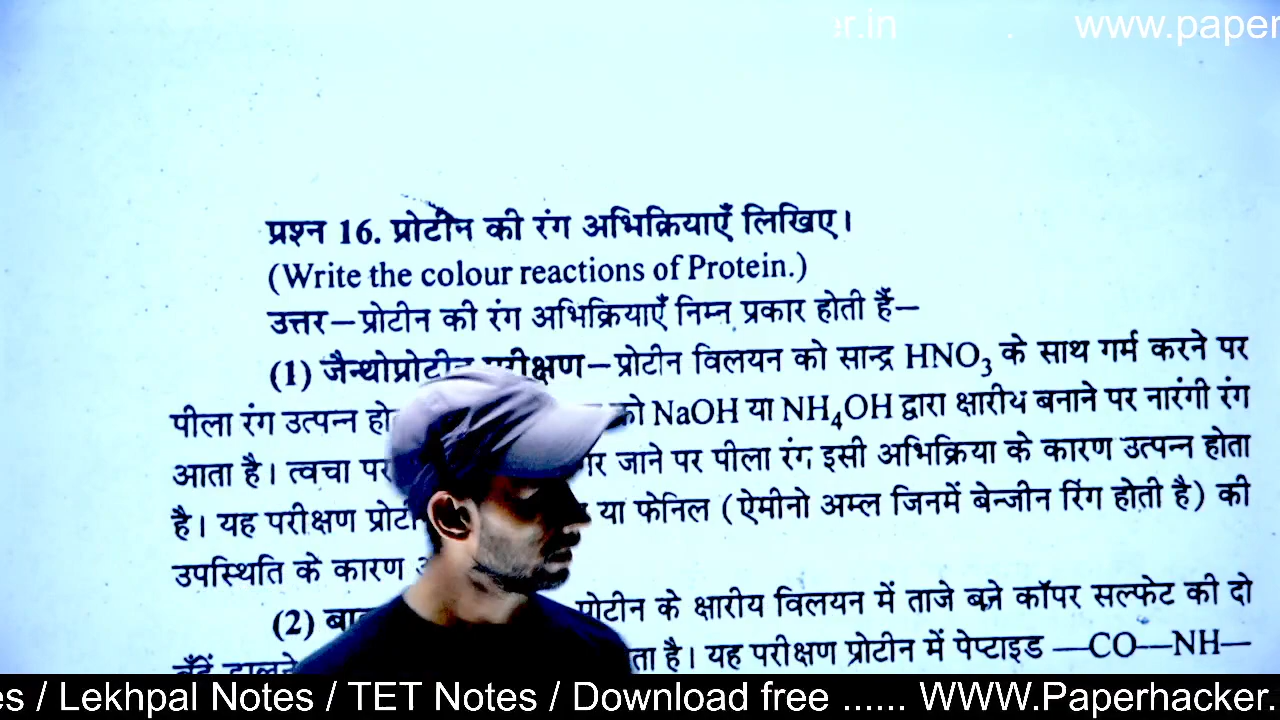 er.in . www.paper
प्रश्न 16. प्रोटीन की रंग अभिक्रियाएँ लिखिए।
(Write the colour reactions of Protein.)
उत्तर–प्रोटीन की रंग अभिक्रियाएँ निम्न प्रकार होती हैं–
(1) जैन्थोप्रोटीन परीक्षण–प्रोटीन विलयन को सान्द्र HNO₃ के साथ गर्म करने पर
पीला रंग उत्पन्न को NaOH या NH₄OH द्वारा क्षारीय बनाने पर नारंगी रंग
आता है। त्वचा पर जाने पर पीला रंग इसी अभिक्रिया के कारण उत्पन्न होता
है। यह परीक्षण या फेनिल (ऐमीनो अम्ल जिनमें बेन्जीन रिंग होती है) की
उपस्थिति के कारण
(2) प्रोटीन के क्षारीय विलयन में ताजे बने कॉपर सल्फेट की दो
है। यह परीक्षण प्रोटीन में पेप्टाइड —CO—NH—
es / Lekhpal Notes / TET Notes / Download free ...... WWW.Paperhacker.